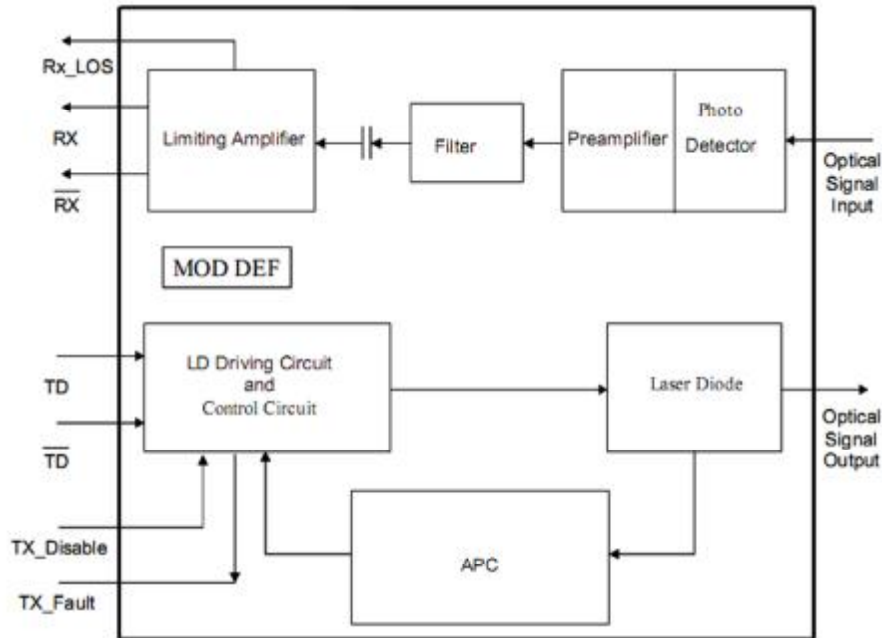 Rx_LOS
RX
RX
Limiting Amplifier
Filter
Preamplifier
Photo
Detector
Optical
Signal
Input
MOD DEF
TD
TD
LD Driving Circuit
and
Control Circuit
Laser Diode
Optical
Signal
Output
TX_Disable
TX_Fault
APC